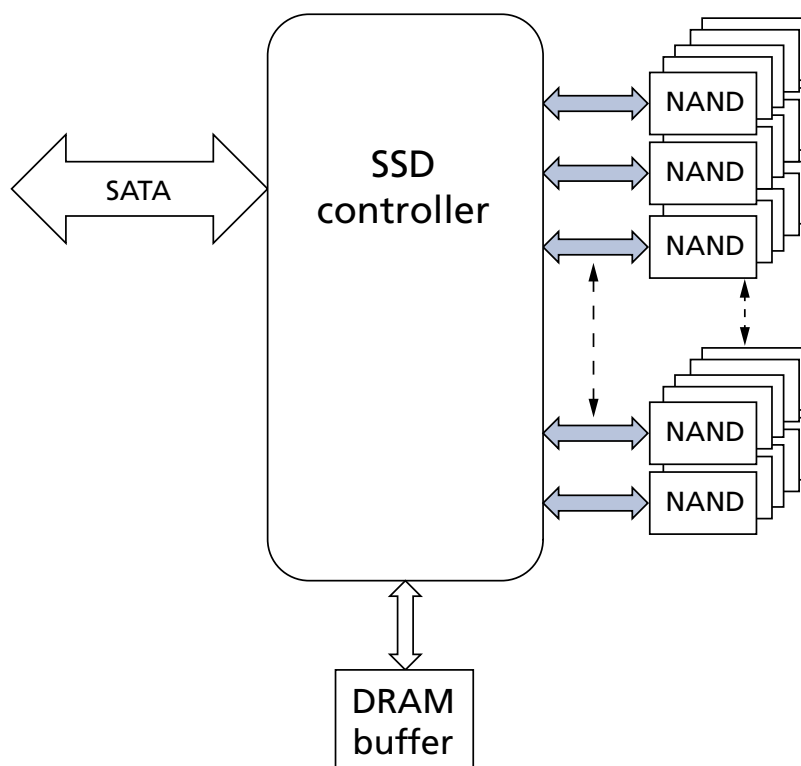 SATA
SSD
controller
NAND
NAND
NAND
NAND
NAND
DRAM
buffer